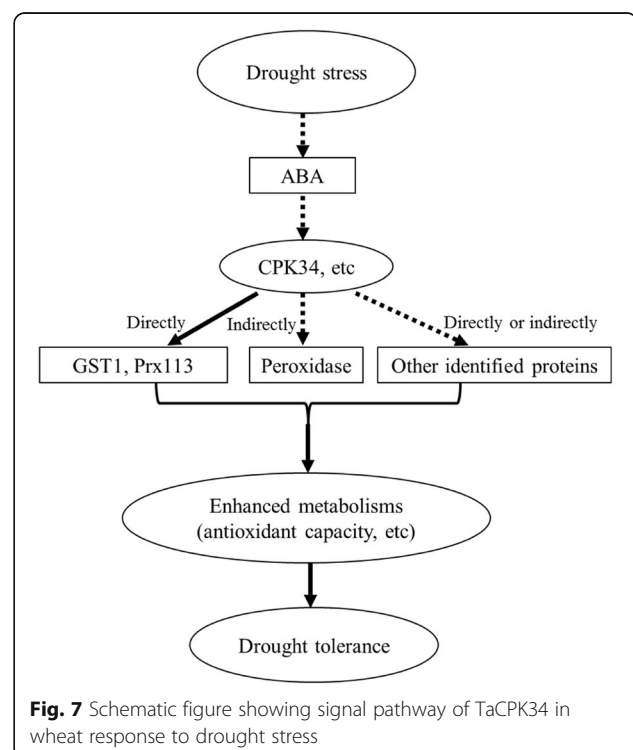 Drought stress
ABA
CPK34, etc
Directly
Indirectly
Directly or indirectly
GST1, Prx113
Peroxidase
Other identified proteins
Enhanced metabolisms
(antioxidant capacity, etc)
Drought tolerance
Fig. 7 Schematic figure showing signal pathway of TaCPK34 in
wheat response to drought stress